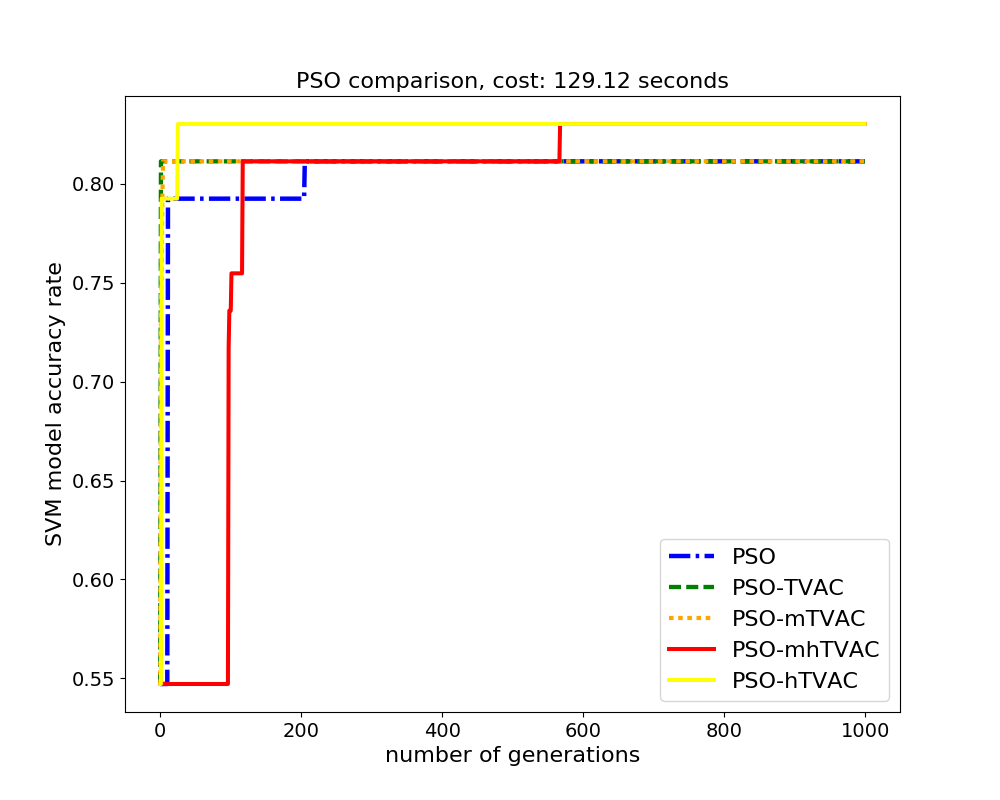 PSO comparison, cost: 129.12 seconds
SVM model accuracy rate
0.80
0.75
0.70
0.65
0.60
0.55
0 200 400 600 800 1000
number of generations
PSO
PSO-TVAC
PSO-mTVAC
PSO-mhTVAC
PSO-hTVAC